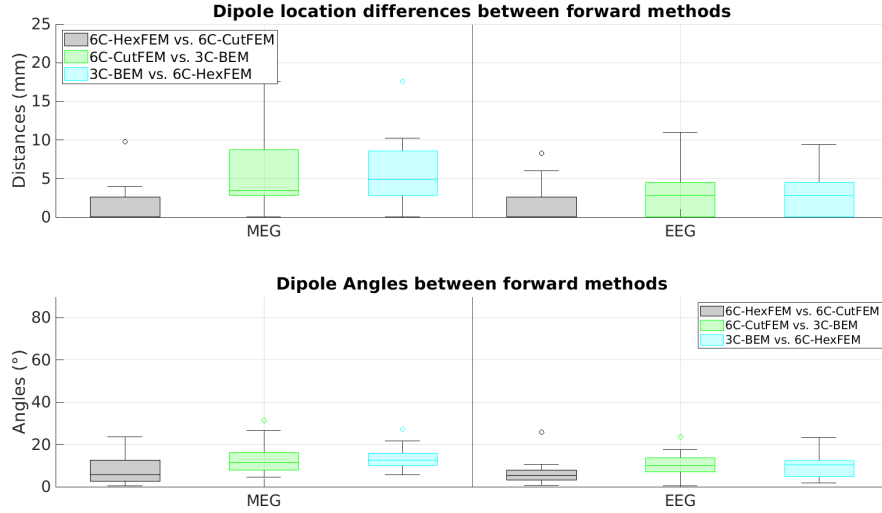 Dipole location differences between forward methods
25
20
15
10
5
0
Distances (mm)
6C-HexFEM vs. 6C-CutFEM
6C-CutFEM vs. 3C-BEM
3C-BEM vs. 6C-HexFEM
MEG
EEG
Dipole Angles between forward methods
80
60
40
20
0
Angles (°)
6C-HexFEM vs. 6C-CutFEM
6C-CutFEM vs. 3C-BEM
3C-BEM vs. 6C-HexFEM
MEG
EEG